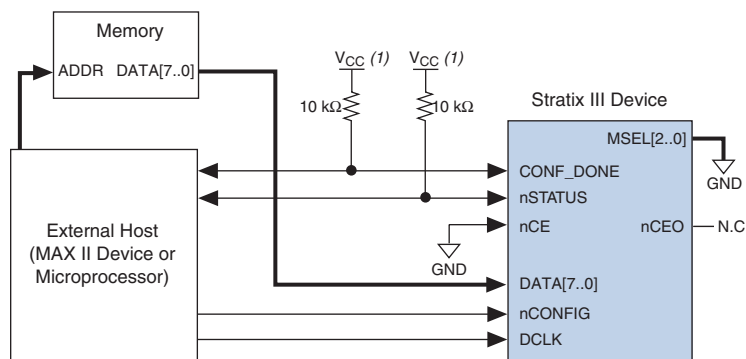 Memory
ADDR DATA[7..0]
VCC (1) VCC (1)
10 kΩ 10 kΩ
Stratix III Device
MSEL[2..0]
GND
CONF_DONE
nSTATUS
nCE nCEO N.C
GND
External Host
(MAX II Device or
Microprocessor)
DATA[7..0]
nCONFIG
DCLK